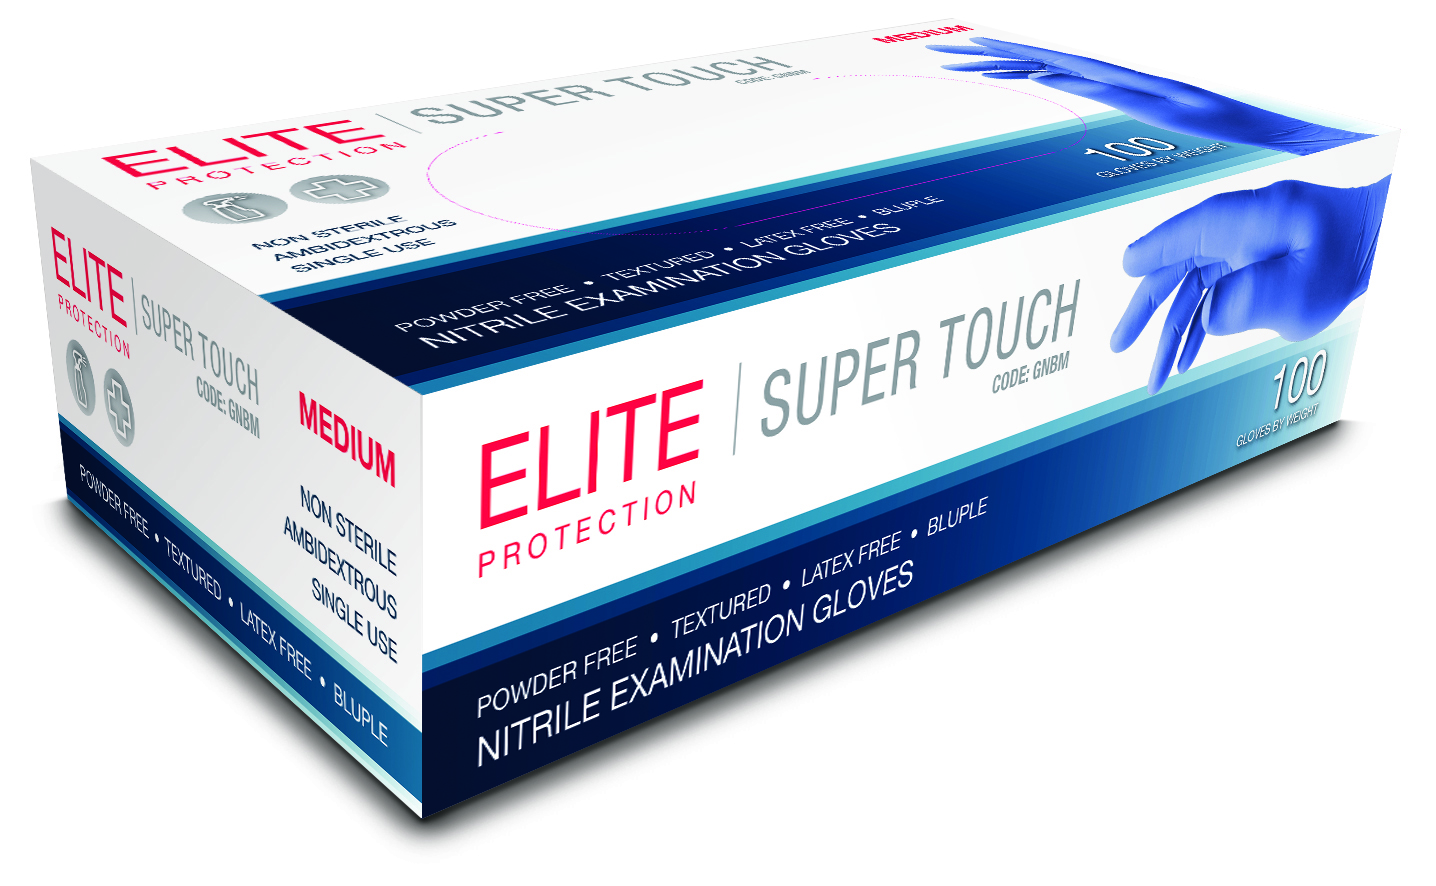 MEDIUM
ELITE
PROTECTION
SUPER TOUCH
CODE: GNBM
NON STERILE
AMBIDEXTROUS
SINGLE USE
100
GLOVES BY WEIGHT
POWDER FREE • TEXTURED • LATEX FREE • BLUPLE
NITRILE EXAMINATION GLOVES
ELITE
PROTECTION
SUPER TOUCH
CODE: GNBM
MEDIUM
NON STERILE
AMBIDEXTROUS
SINGLE USE
POWDER FREE • TEXTURED • LATEX FREE • BLUPLE
ELITE
PROTECTION
SUPER TOUCH
CODE: GNBM
100
GLOVES BY WEIGHT
POWDER FREE • TEXTURED • LATEX FREE • BLUPLE
NITRILE EXAMINATION GLOVES